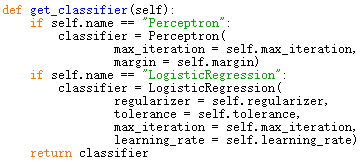 def get_classifier(self):
    if self.name == "Perceptron":
        classifier = Perceptron(
                max_iteration = self.max_iteration,
                margin = self.margin)
    if self.name == "LogisticRegression":
        classifier = LogisticRegression(
                regularizer = self.regularizer,
                tolerance = self.tolerance,
                max_iteration = self.max_iteration,
                learning_rate = self.learning_rate)
    return classifier